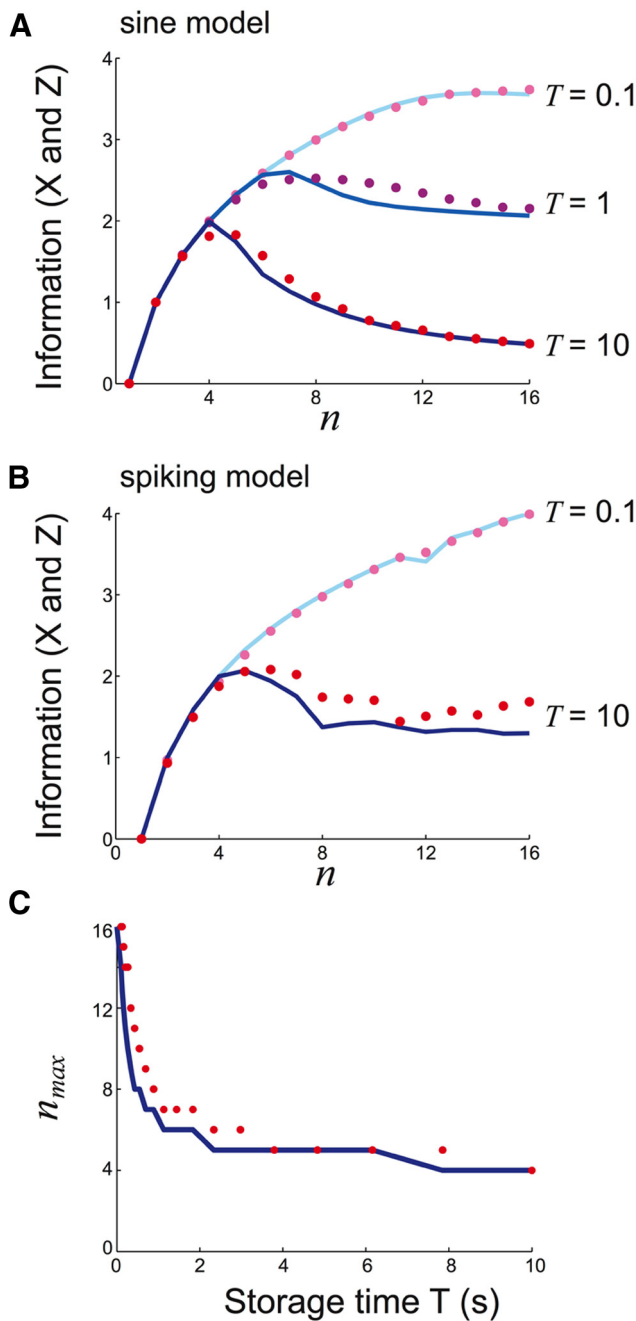 A
sine model
Information (X and Z)
4
3
2
1
0
4
8
12
16
n
T = 0.1
T = 1
T = 10
B
spiking model
Information (X and Z)
4
3
2
1
0
0
4
8
12
16
n
T = 0.1
T = 10
C
n max
16
12
8
4
0
0
2
4
6
8
10
Storage time T (s)